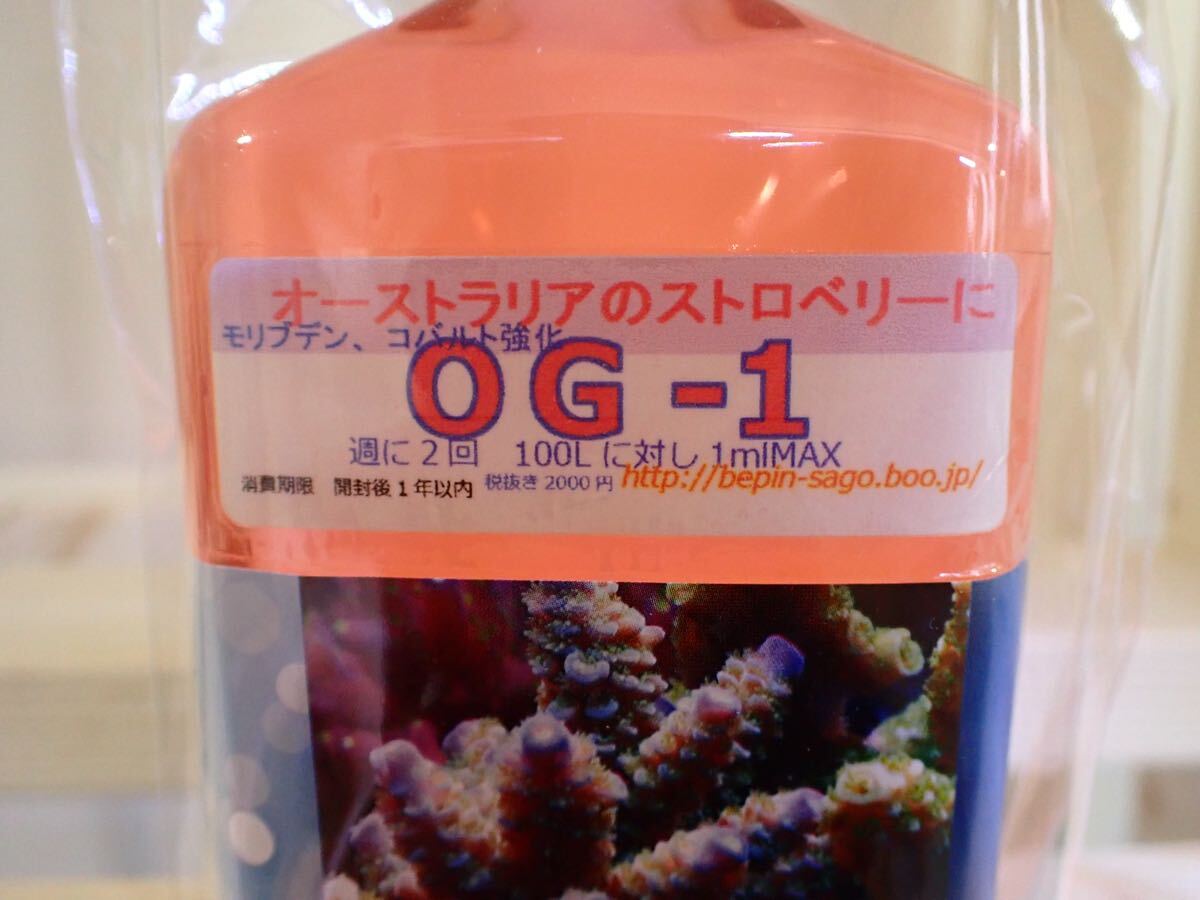 オーストラリアのストロベリーに
モリブデン、コバルト強化
OG-1
週に2回 100Lに対し1mlMAX
消費期限 開封後1年以内 税抜き2000円 http://bepin-sago.boo.jp/